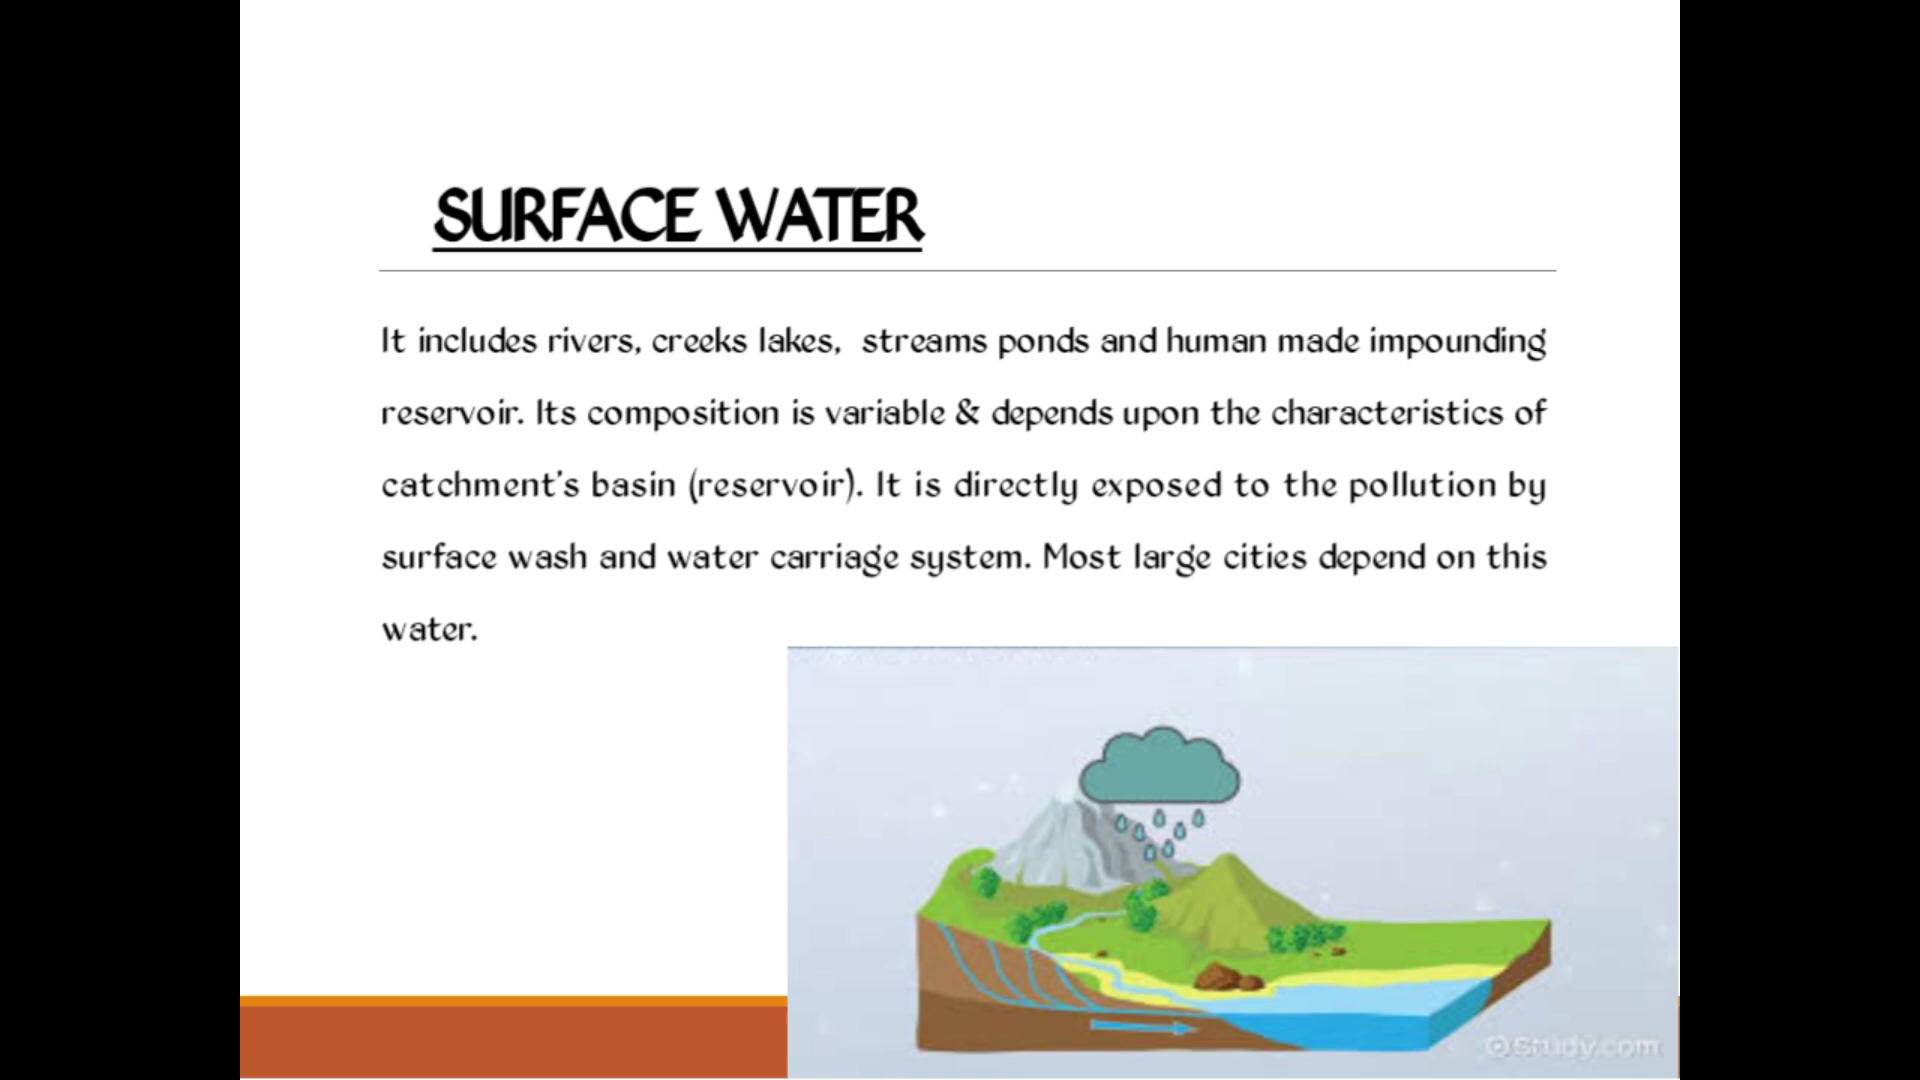 SURFACE WATER
It includes rivers, creeks lakes, streams ponds and human made impounding
reservoir. Its composition is variable & depends upon the characteristics of
catchment's basin (reservoir). It is directly exposed to the pollution by
surface wash and water carriage system. Most large cities depend on this
water.
Study.com